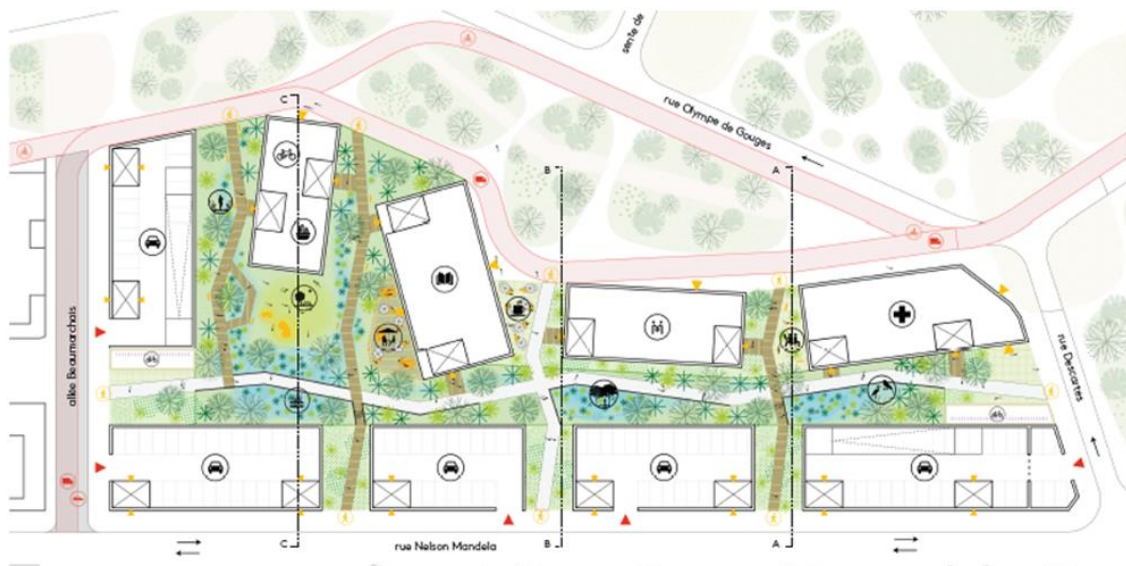 sente de
rue Olympe de Gouges
C
B
A
allée Beaumarchais
rue Descartes
C
B
A
rue Nelson Mandela